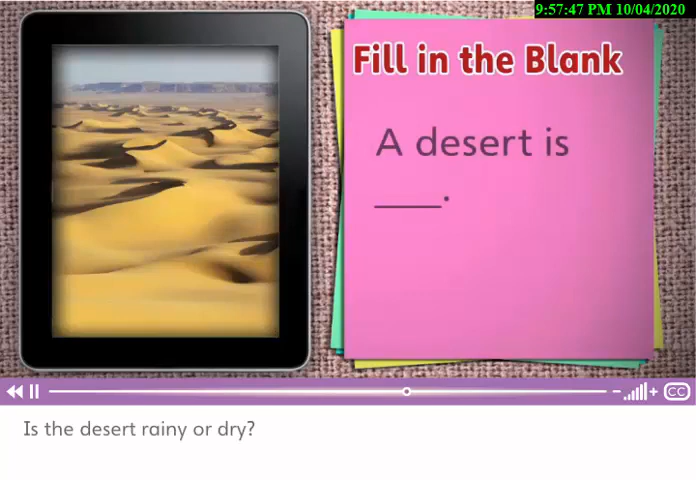 9:57:47 PM 10/04/2020
Fill in the Blank
A desert is
____.
CC
Is the desert rainy or dry?